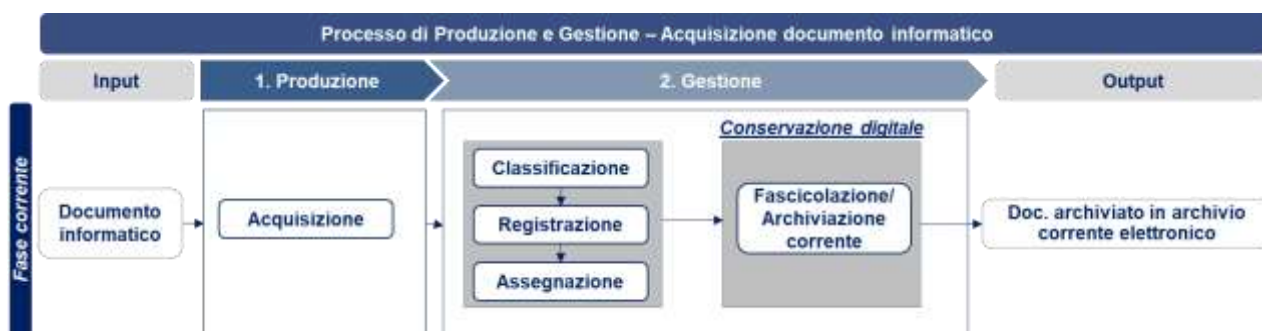 Processo di Produzione e Gestione – Acquisizione documento informatico
Input
1. Produzione
2. Gestione
Output
Fase corrente
Documento
informatico
Acquisizione
Classificazione
Registrazione
Assegnazione
Conservazione digitale
Fascicolazione/
Archiviazione
corrente
Doc. archiviato in archivio
corrente elettronico